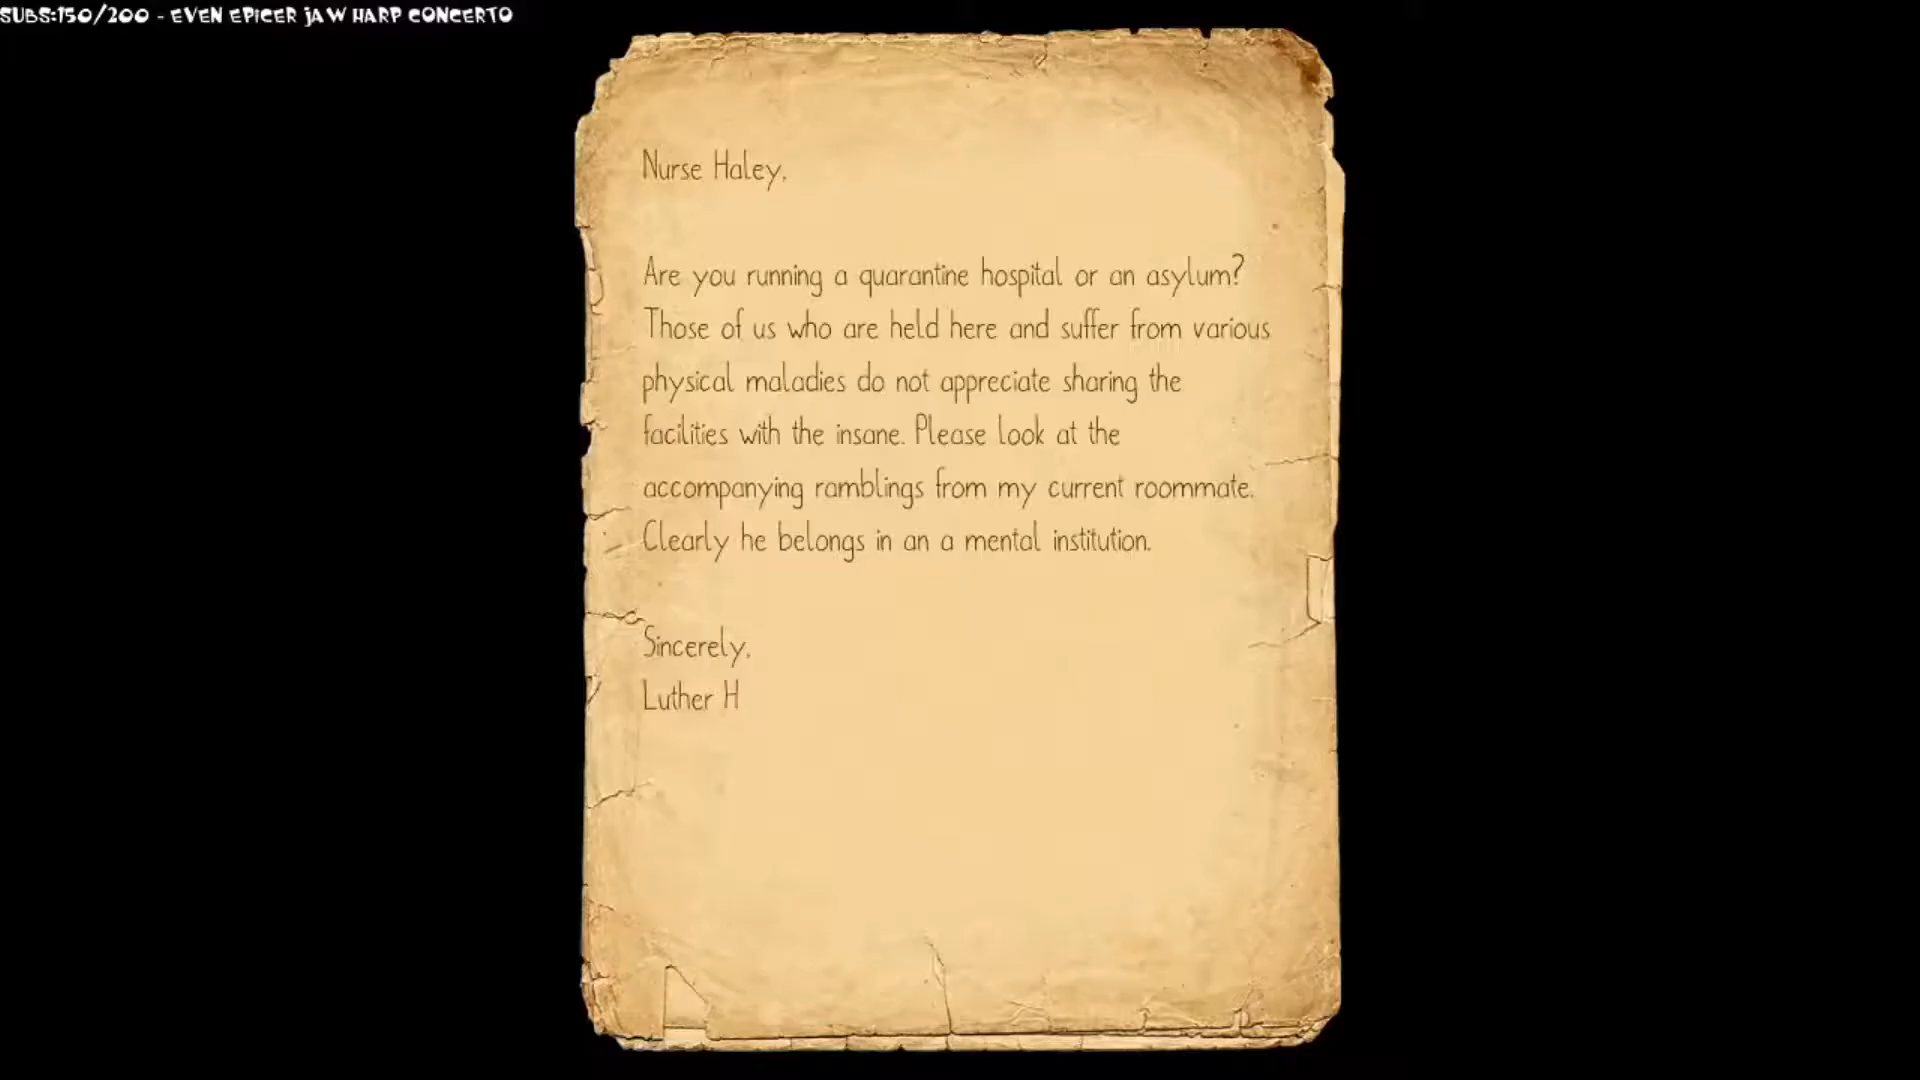 SUBS:150/200 - EVEN EPICER JAW HARP CONCERTO
Nurse Haley,
Are you running a quarantine hospital or an asylum?
Those of us who are held here and suffer from various
physical maladies do not appreciate sharing the
facilities with the insane. Please look at the
accompanying ramblings from my current roommate.
Clearly he belongs in an a mental institution.
Sincerely,
Luther H